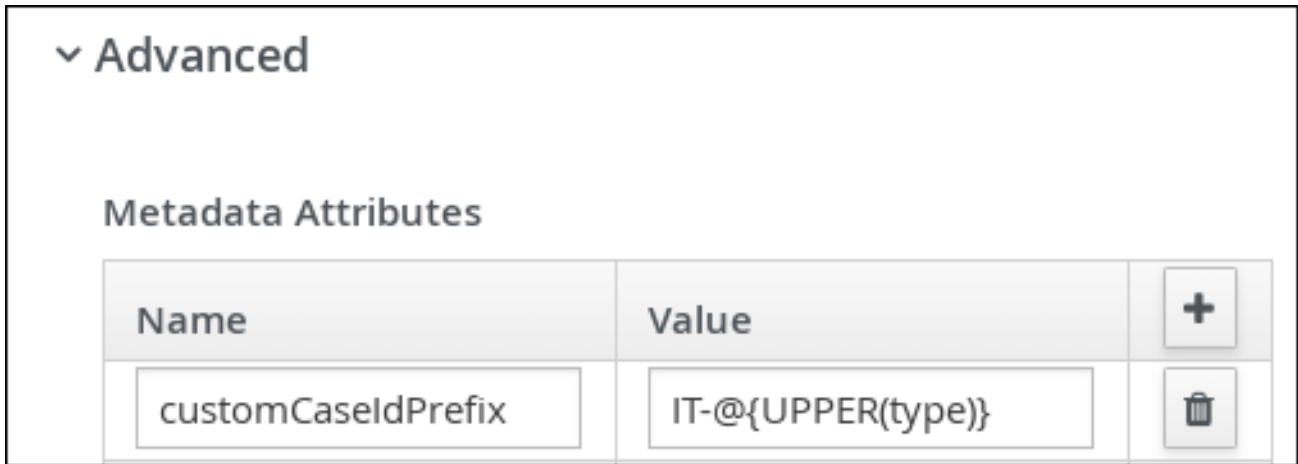 Advanced
Metadata Attributes
Name Value
customCaseIdPrefix IT-@{UPPER(type)}